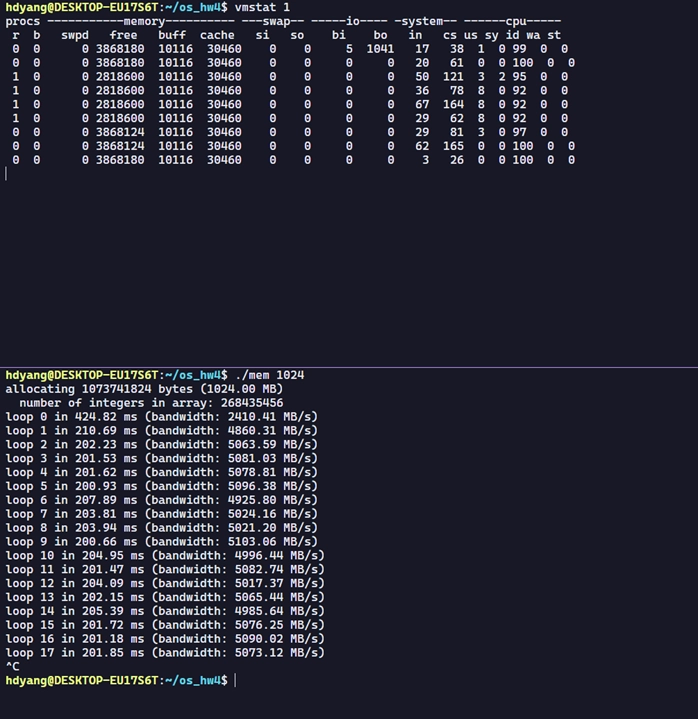 hdyang@DESKTOP-EU17S6T:~/os_hw4$ vmstat 1
procs -----------memory---------- ---swap-- -----io---- -system-- ------cpu-----
 r  b   swpd   free   buff  cache   si   so    bi    bo   in   cs us sy id wa st
 0  0      0 3868180  10116  30460    0    0     5  1041   17   38  1  0 99  0  0
 0  0      0 3868180  10116  30460    0    0     0     0   20   61  0  0 100  0  0
 1  0      0 2818600  10116  30460    0    0     0     0   50  121  3  2 95  0  0
 1  0      0 2818600  10116  30460    0    0     0     0   36   78  8  0 92  0  0
 1  0      0 2818600  10116  30460    0    0     0     0   67  164  8  0 92  0  0
 1  0      0 2818600  10116  30460    0    0     0     0   29   62  8  0 92  0  0
 0  0      0 3868124  10116  30460    0    0     0     0   29   81  3  0 97  0  0
 0  0      0 3868124  10116  30460    0    0     0     0   62  165  0  0 100  0  0
 0  0      0 3868180  10116  30460    0    0     0     0    3   26  0  0 100  0  0
hdyang@DESKTOP-EU17S6T:~/os_hw4$ ./mem 1024
allocating 1073741824 bytes (1024.00 MB)
  number of integers in array: 268435456
loop 0 in 424.82 ms (bandwidth: 2410.41 MB/s)
loop 1 in 210.69 ms (bandwidth: 4860.31 MB/s)
loop 2 in 202.23 ms (bandwidth: 5063.59 MB/s)
loop 3 in 201.53 ms (bandwidth: 5081.03 MB/s)
loop 4 in 201.62 ms (bandwidth: 5078.81 MB/s)
loop 5 in 200.93 ms (bandwidth: 5096.38 MB/s)
loop 6 in 207.89 ms (bandwidth: 4925.80 MB/s)
loop 7 in 203.81 ms (bandwidth: 5024.16 MB/s)
loop 8 in 203.94 ms (bandwidth: 5021.20 MB/s)
loop 9 in 200.66 ms (bandwidth: 5103.06 MB/s)
loop 10 in 204.95 ms (bandwidth: 4996.44 MB/s)
loop 11 in 201.47 ms (bandwidth: 5082.74 MB/s)
loop 12 in 204.09 ms (bandwidth: 5017.37 MB/s)
loop 13 in 202.15 ms (bandwidth: 5065.44 MB/s)
loop 14 in 205.39 ms (bandwidth: 4985.64 MB/s)
loop 15 in 201.72 ms (bandwidth: 5076.25 MB/s)
loop 16 in 201.18 ms (bandwidth: 5090.02 MB/s)
loop 17 in 201.85 ms (bandwidth: 5073.12 MB/s)
^C
hdyang@DESKTOP-EU17S6T:~/os_hw4$